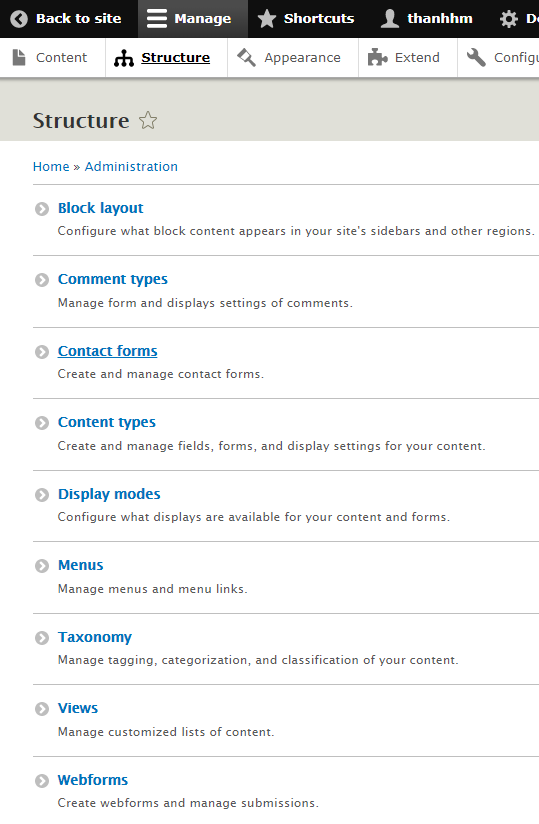 Back to site Manage Shortcuts thanhhm
Content Structure Appearance Extend
Structure
Home » Administration
Block layout
Configure what block content appears in your site's sidebars and other regions.
Comment types
Manage form and displays settings of comments.
Contact forms
Create and manage contact forms.
Content types
Create and manage fields, forms, and display settings for your content.
Display modes
Configure what displays are available for your content and forms.
Menus
Manage menus and menu links.
Taxonomy
Manage tagging, categorization, and classification of your content.
Views
Manage customized lists of content.
Webforms
Create webforms and manage submissions.